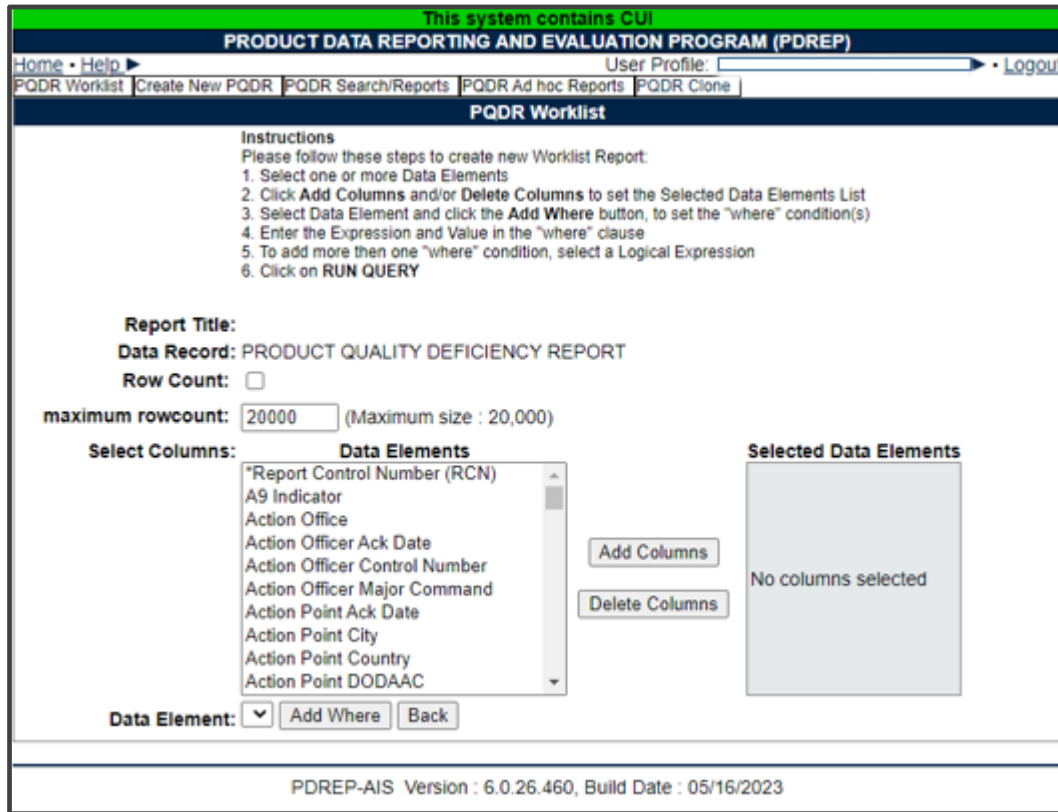 This system contains CUI
PRODUCT DATA REPORTING AND EVALUATION PROGRAM (PDREP)
Home • Help ▶ User Profile: ▶ • Logout
PQDR Worklist Create New PQDR PQDR Search/Reports PQDR Ad hoc Reports PQDR Clone
PQDR Worklist
Instructions
Please follow these steps to create new Worklist Report:
1. Select one or more Data Elements
2. Click Add Columns and/or Delete Columns to set the Selected Data Elements List
3. Select Data Element and click the Add Where button, to set the "where" condition(s)
4. Enter the Expression and Value in the "where" clause
5. To add more then one "where" condition, select a Logical Expression
6. Click on RUN QUERY
Report Title:
Data Record: PRODUCT QUALITY DEFICIENCY REPORT
Row Count:
maximum rowcount: 20000 (Maximum size : 20,000)
Select Columns: Data Elements Selected Data Elements
*Report Control Number (RCN)
A9 Indicator
Action Office
Action Officer Ack Date
Action Officer Control Number
Action Officer Major Command
Action Point Ack Date
Action Point City
Action Point Country
Action Point DODAAC
Add Columns
Delete Columns
No columns selected
Data Element: Add Where Back
PDREP-AIS Version : 6.0.26.460, Build Date : 05/16/2023